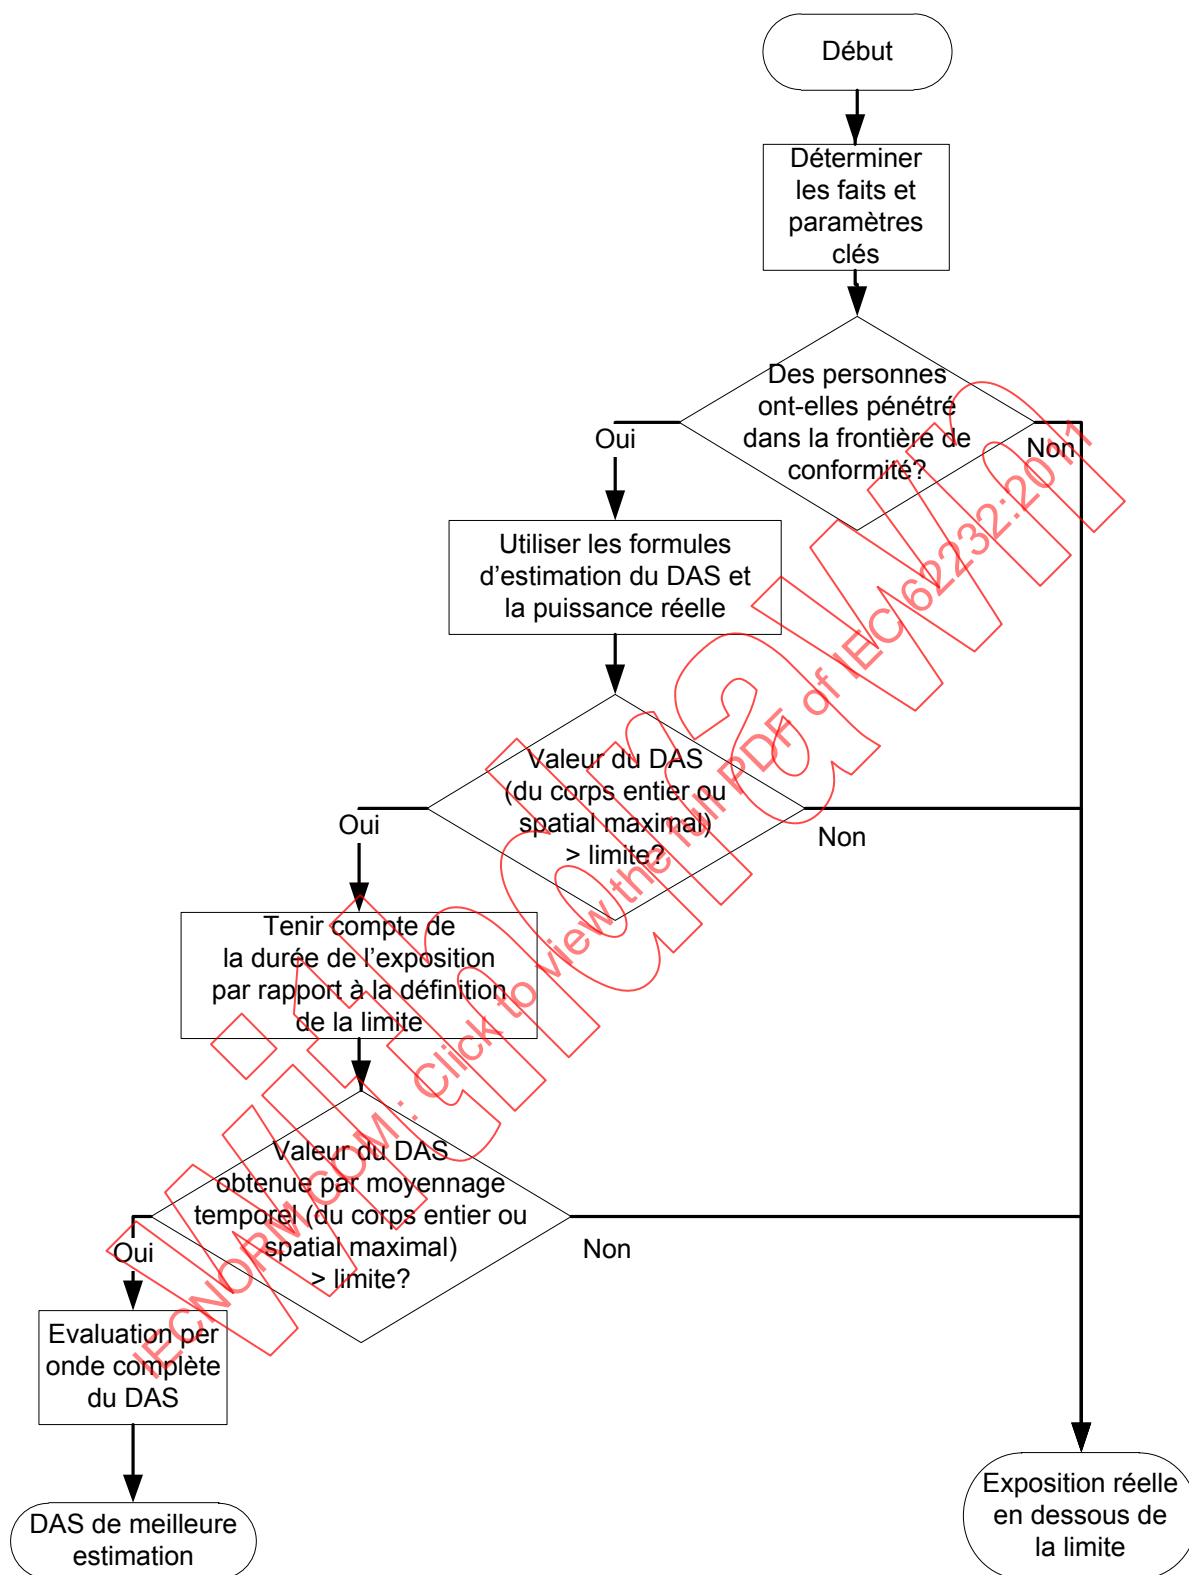 Début
Déterminer
les faits et
paramètres
clés
Des personnes
ont-elles pénétré
dans la frontière de
conformité?
Oui
Non
Utiliser les formules
d’estimation du DAS et
la puissance réelle
Valeur du DAS
(du corps entier ou
spatial maximal)
> limite?
Oui
Non
Tenir compte de
la durée de l’exposition
par rapport à la définition
de la limite
Valeur du DAS
obtenue par moyennage
temporel (du corps entier ou
spatial maximal)
> limite?
Oui
Non
Evaluation per
onde complète
du DAS
DAS de meilleure
estimation
Exposition réelle
en dessous de
la limite
Withdrawn
IECNORM.COM : Click to view the full PDF of IEC 62232:2011